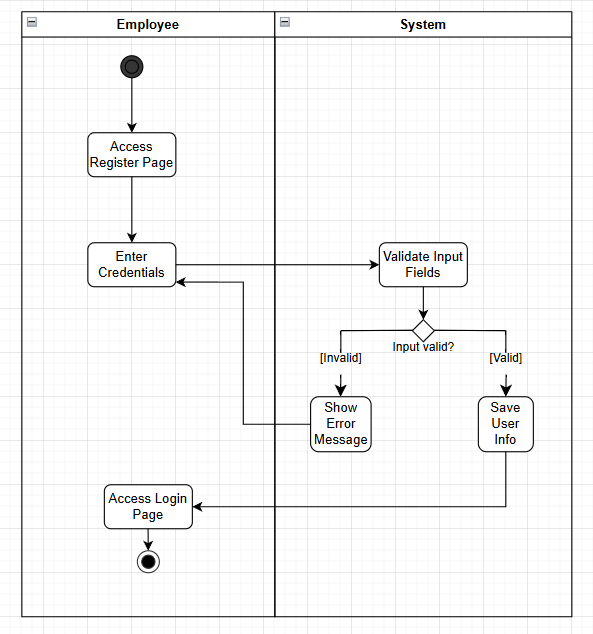 Employee
System
Access
Register Page
Enter
Credentials
Validate Input
Fields
Input valid?
[Invalid]
[Valid]
Show
Error
Message
Save
User
Info
Access Login
Page